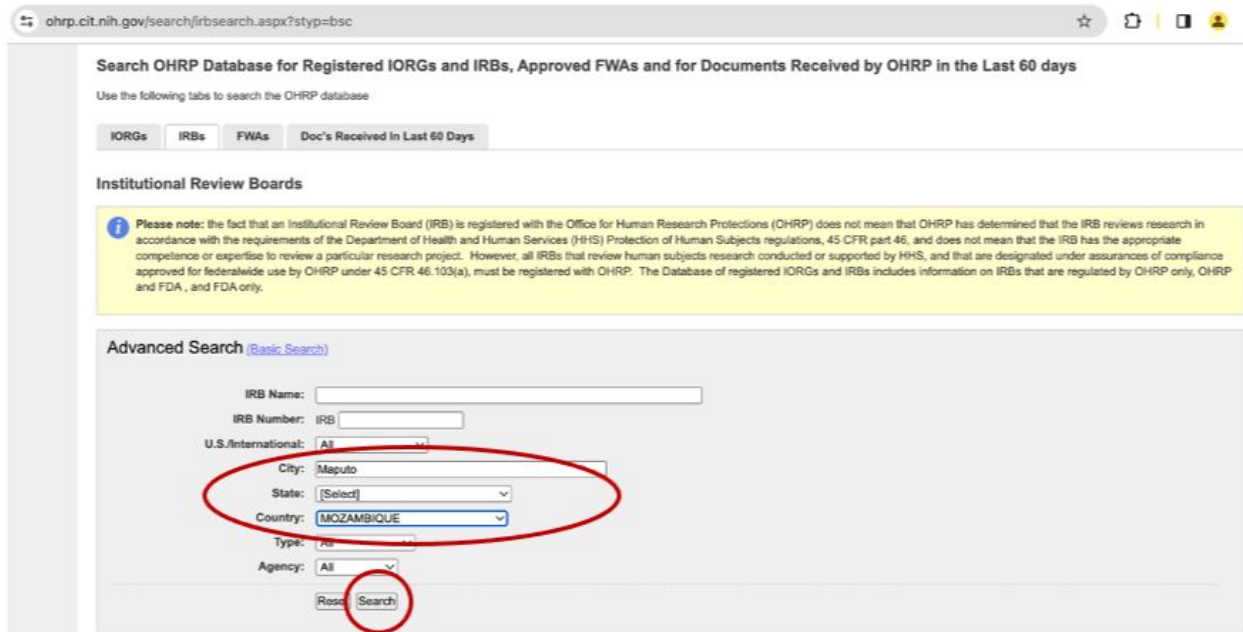 ohrp.cit.nih.gov/search/irbsearch.aspx?styp=bsc
Search OHRP Database for Registered IORGs and IRBs, Approved FWAs and for Documents Received by OHRP in the Last 60 days
Use the following tabs to search the OHRP database
IORGs IRBs FWAs Doc's Received In Last 60 Days
Institutional Review Boards
Please note: the fact that an Institutional Review Board (IRB) is registered with the Office for Human Research Protections (OHRP) does not mean that OHRP has determined that the IRB reviews research in
accordance with the requirements of the Department of Health and Human Services (HHS) Protection of Human Subjects regulations, 45 CFR part 46, and does not mean that the IRB has the appropriate
competence or expertise to review a particular research project. However, all IRBs that review human subjects research conducted or supported by HHS, and that are designated under assurances of compliance
approved for federalwide use by OHRP under 45 CFR 46.103(a), must be registered with OHRP. The Database of registered IORGs and IRBs includes information on IRBs that are regulated by OHRP only, OHRP
and FDA , and FDA only.
Advanced Search (Basic Search)
IRB Name:
IRB Number: IRB
U.S./International: All
City: Maputo
State: [Select]
Country: MOZAMBIQUE
Type: All
Agency: All
Reset Search